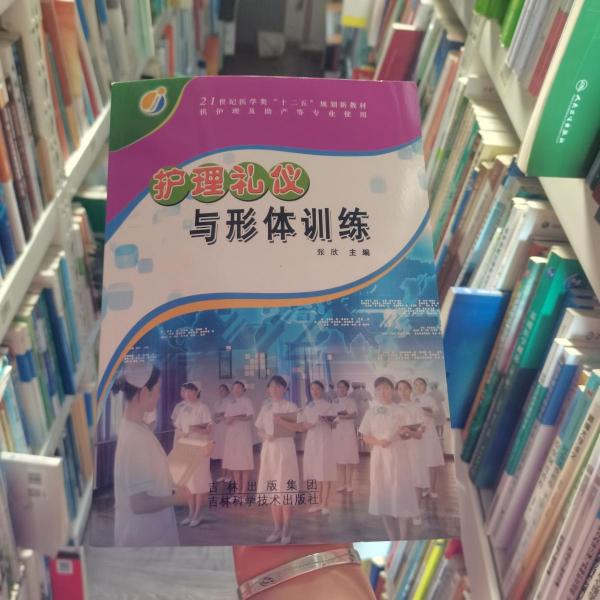 21世纪医学类“十二五”规划新教材
供护理及助产等专业使用
护理礼仪
与形体训练
张欣 主编
吉林出版集团
吉林科学技术出版社